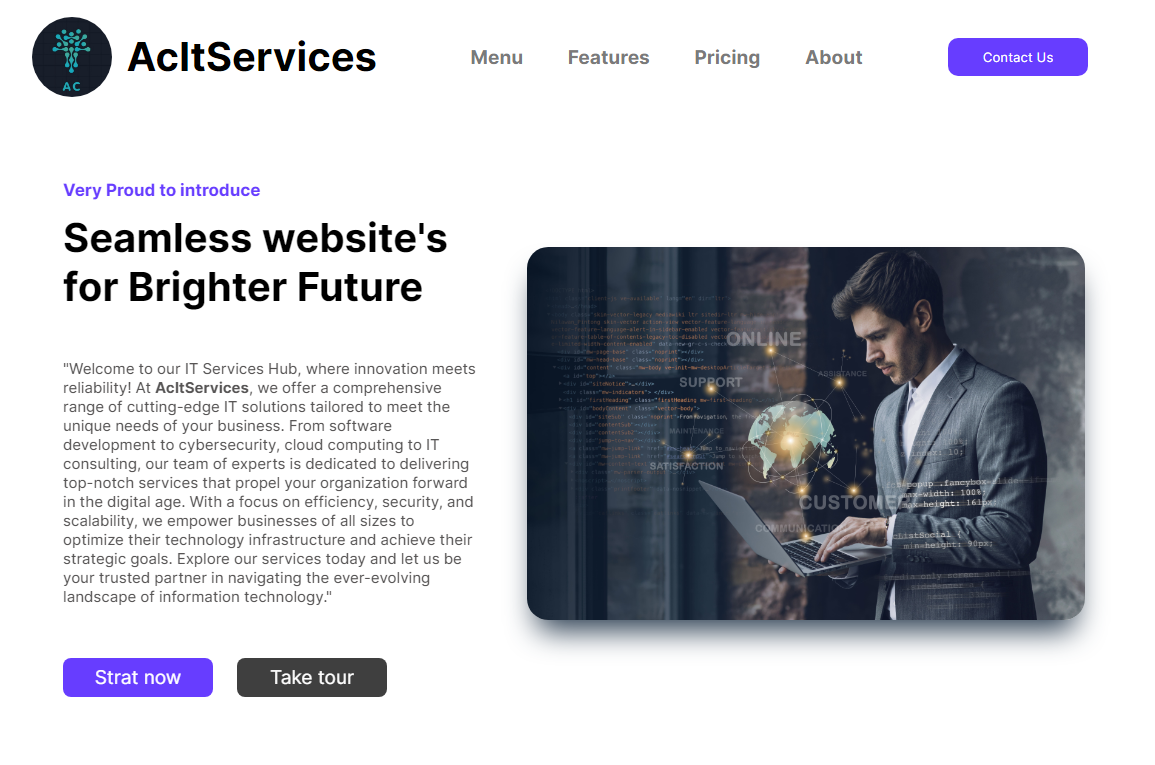 AC
AcItServices
Menu Features Pricing About Contact Us
Very Proud to introduce
Seamless website's
for Brighter Future
"Welcome to our IT Services Hub, where innovation meets
reliability! At AcItServices, we offer a comprehensive
range of cutting-edge IT solutions tailored to meet the
unique needs of your business. From software
development to cybersecurity, cloud computing to IT
consulting, our team of experts is dedicated to delivering
top-notch services that propel your organization forward
in the digital age. With a focus on efficiency, security, and
scalability, we empower businesses of all sizes to
optimize their technology infrastructure and achieve their
strategic goals. Explore our services today and let us be
your trusted partner in navigating the ever-evolving
landscape of information technology."
Strat now Take tour
ONLINE
ASSISTANCE
SUPPORT
MAINTENANCE
SATISFACTION
max-width: 100%;
max-height: 161px
min-height: 90px;